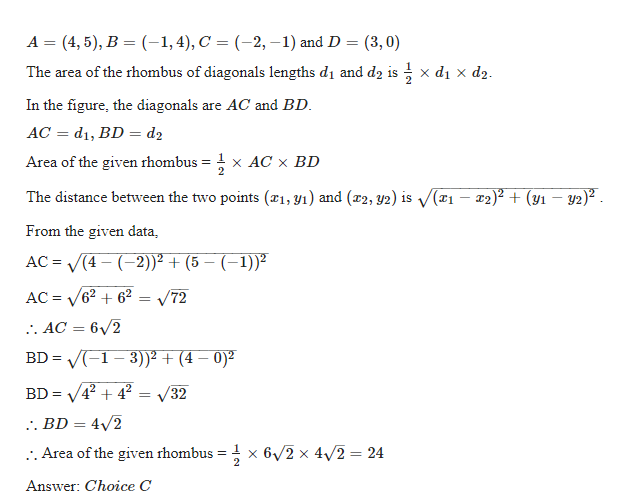 A = (4, 5), B = (−1, 4), C = (−2, −1) and D = (3, 0)
The area of the rhombus of diagonals lengths d₁ and d₂ is 1/2 × d₁ × d₂.
In the figure, the diagonals are AC and BD.
AC = d₁, BD = d₂
Area of the given rhombus = 1/2 × AC × BD
The distance between the two points (x₁, y₁) and (x₂, y₂) is √((x₁ − x₂)² + (y₁ − y₂)²) .
From the given data,
AC = √((4 − (−2))² + (5 − (−1))²)
AC = √(6² + 6²) = √72
∴ AC = 6√2
BD = √((−1 − 3))² + (4 − 0)²
BD = √(4² + 4²) = √32
∴ BD = 4√2
∴ Area of the given rhombus = 1/2 × 6√2 × 4√2 = 24
Answer: Choice C